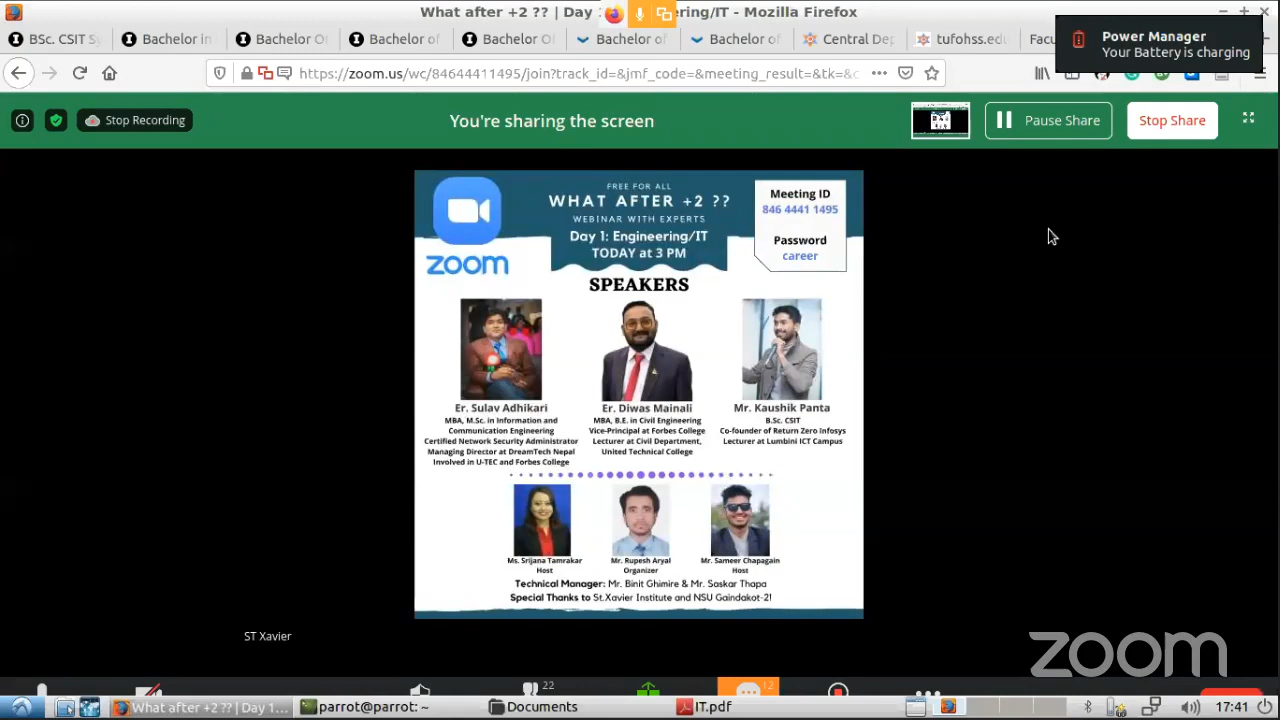 What after +2 ?? | Day 1 ering/IT - Mozilla Firefox
BSc. CSIT Sy
Bachelor in
Bachelor O
Bachelor of
Bachelor O
Bachelor of
Bachelor of
Central De
tufohss.edu
Facu
Power Manager
Your Battery is charging
https://zoom.us/wc/84644411495/join?track_id=&jmf_code=&meeting_result=&tk=&c
Stop Recording
You're sharing the screen
Pause Share
Stop Share
FREE FOR ALL
WHAT AFTER +2 ??
WEBINAR WITH EXPERTS
Day 1: Engineering/IT
TODAY at 3 PM
zoom
Meeting ID
846 4441 1495
Password
career
SPEAKERS
Er. Sulav Adhikari
MBA, M.Sc. in Information and
Communication Engineering
Certified Network Security Administrator
Managing Director at DreamTech Nepal
Involved in U-TEC and Forbes College
Er. Diwas Mainali
MBA, B.E. in Civil Engineering
Vice-Principal at Forbes College
Lecturer at Civil Department,
United Technical College
Mr. Kaushik Panta
B.Sc. CSIT
Co-founder of Return Zero Infosys
Lecturer at Lumbini ICT Campus
Ms. Srijana Tamrakar
Host
Mr. Rupesh Aryal
Organizer
Mr. Sameer Chapagain
Host
Technical Manager: Mr. Binit Ghimire & Mr. Saskar Thapa
Special Thanks to St.Xavier Institute and NSU Gaindakot-2!
ST Xavier
zoom
22
12
What after +2 ?? | Day 1...
parrot@parrot: ~
Documents
IT.pdf
17:41